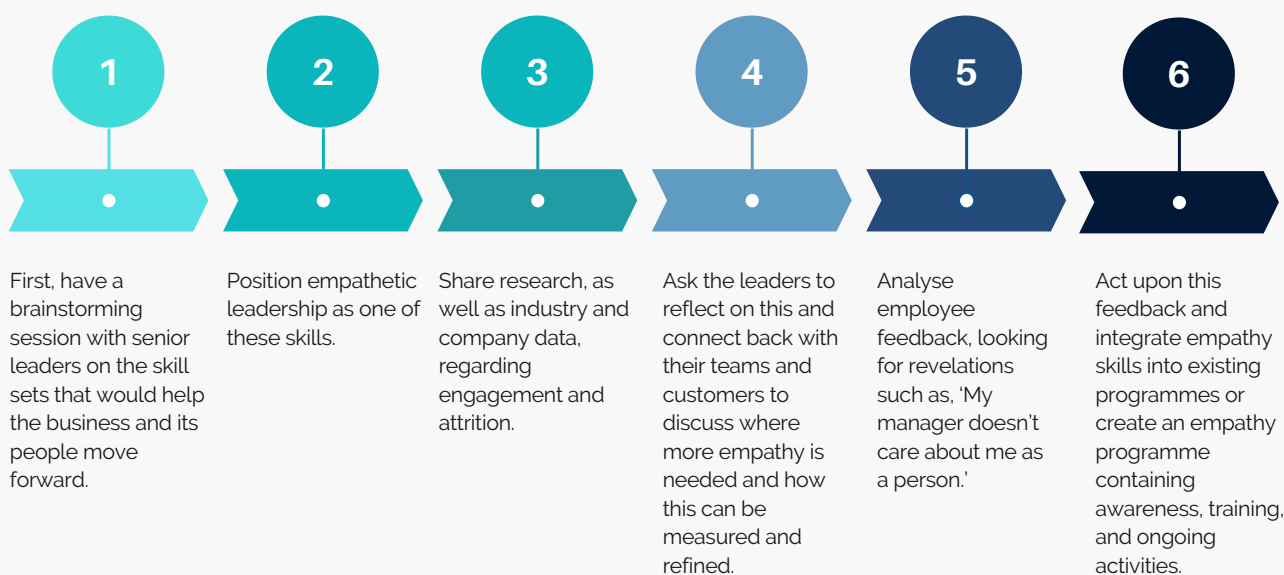 1
2
3
4
5
6
First, have a
brainstorming
session with senior
leaders on the skill
sets that would help
the business and its
people move
forward.
Position empathetic
leadership as one of
these skills.
Share research, as
well as industry and
company data,
regarding
engagement and
attrition.
Ask the leaders to
reflect on this and
connect back with
their teams and
customers to
discuss where
more empathy is
needed and how
this can be
measured and
refined.
Analyse
employee
feedback, looking
for revelations
such as, ‘My
manager doesn’t
care about me as
a person.’
Act upon this
feedback and
integrate empathy
skills into existing
programmes or
create an empathy
programme
containing
awareness, training,
and ongoing
activities.